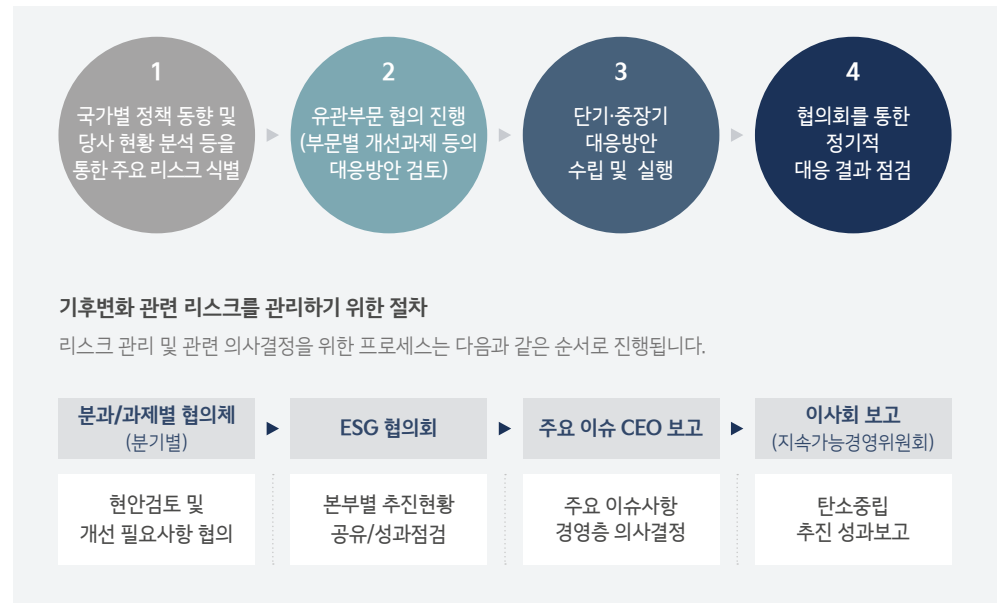 1
국가별 정책 동향 및
당사 현황 분석 등을
통한 주요 리스크 식별
2
유관부문 협의 진행
(부문별 개선과제 등의
대응방안 검토)
3
단기·중장기
대응방안
수립 및 실행
4
협의회를 통한
정기적
대응 결과 점검
기후변화 관련 리스크를 관리하기 위한 절차
리스크 관리 및 관련 의사결정을 위한 프로세스는 다음과 같은 순서로 진행됩니다.
분과/과제별 협의체
(분기별)
ESG 협의회
주요 이슈 CEO 보고
이사회 보고
(지속가능경영위원회)
현안검토 및
개선 필요사항 협의
본부별 추진현황
공유/성과점검
주요 이슈사항
경영층 의사결정
탄소중립
추진 성과보고